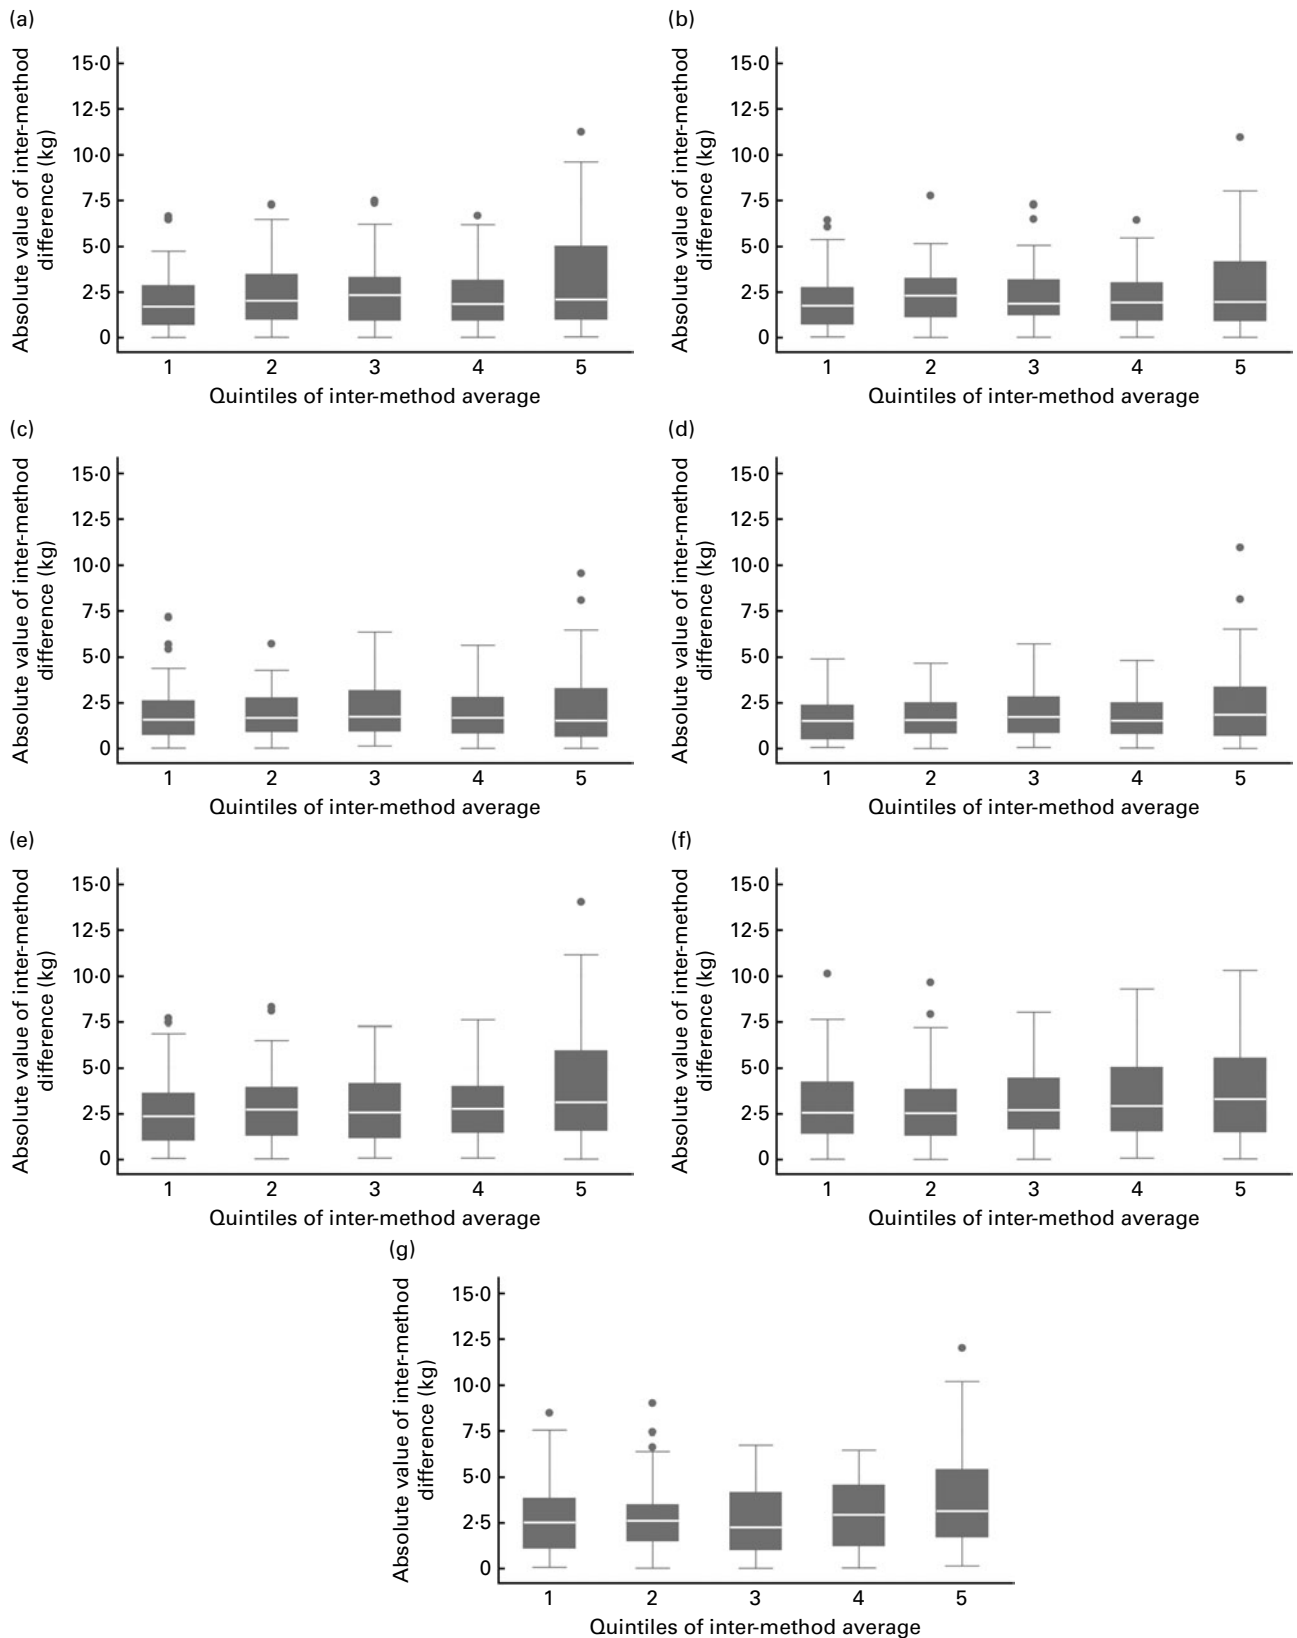 (a)
Absolute value of inter-method
difference (kg)
15·0
12·5
10·0
7·5
5·0
2·5
0
1 2 3 4 5
Quintiles of inter-method average
(b)
Absolute value of inter-method
difference (kg)
15·0
12·5
10·0
7·5
5·0
2·5
0
1 2 3 4 5
Quintiles of inter-method average
(c)
Absolute value of inter-method
difference (kg)
15·0
12·5
10·0
7·5
5·0
2·5
0
1 2 3 4 5
Quintiles of inter-method average
(d)
Absolute value of inter-method
difference (kg)
15·0
12·5
10·0
7·5
5·0
2·5
0
1 2 3 4 5
Quintiles of inter-method average
(e)
Absolute value of inter-method
difference (kg)
15·0
12·5
10·0
7·5
5·0
2·5
0
1 2 3 4 5
Quintiles of inter-method average
(f)
Absolute value of inter-method
difference (kg)
15·0
12·5
10·0
7·5
5·0
2·5
0
1 2 3 4 5
Quintiles of inter-method average
(g)
Absolute value of inter-method
difference (kg)
15·0
12·5
10·0
7·5
5·0
2·5
0
1 2 3 4 5
Quintiles of inter-method average